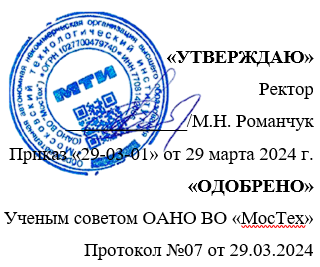 «УТВЕРЖДАЮ»
Ректор
/М.Н. Романчук
Приказ «29-03-01» от 29 марта 2024 г.
«ОДОБРЕНО»
Ученым советом ОАНО ВО «МосТех»
Протокол №07 от 29.03.2024
МТИ